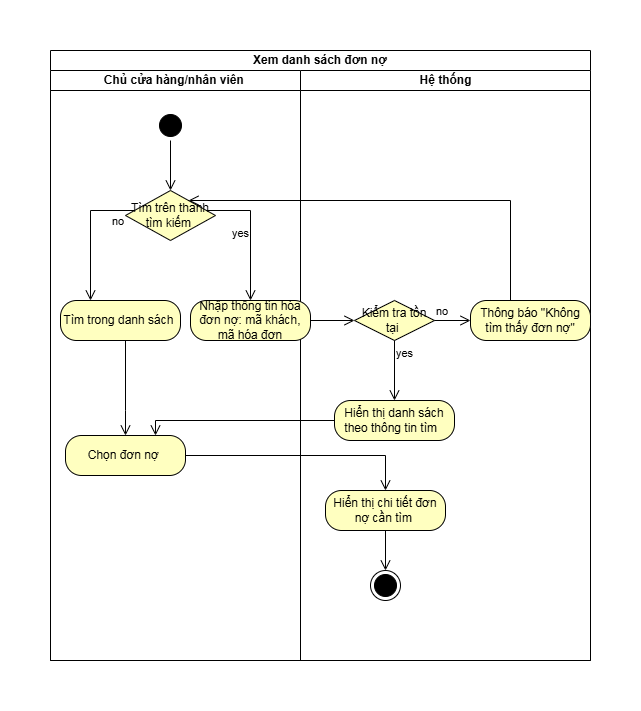 Xem danh sách đơn nợ
Chủ cửa hàng/nhân viên
Hệ thống
Tìm trên thanh
tìm kiếm
no
yes
Tìm trong danh sách
Nhập thông tin hóa
đơn nợ: mã khách,
mã hóa đơn
Kiểm tra tồn
tại
no
yes
Thông báo "Không
tìm thấy đơn nợ"
Hiển thị danh sách
theo thông tin tìm
Chọn đơn nợ
Hiển thị chi tiết đơn
nợ cần tìm